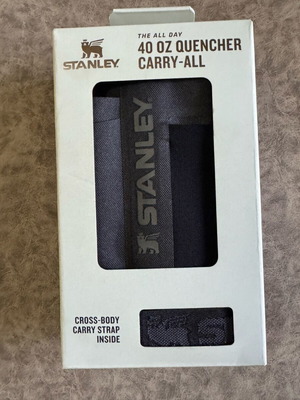 STANLEY
THE ALL DAY
40 OZ QUENCHER
CARRY-ALL
STANLEY
CROSS-BODY
CARRY STRAP
INSIDE